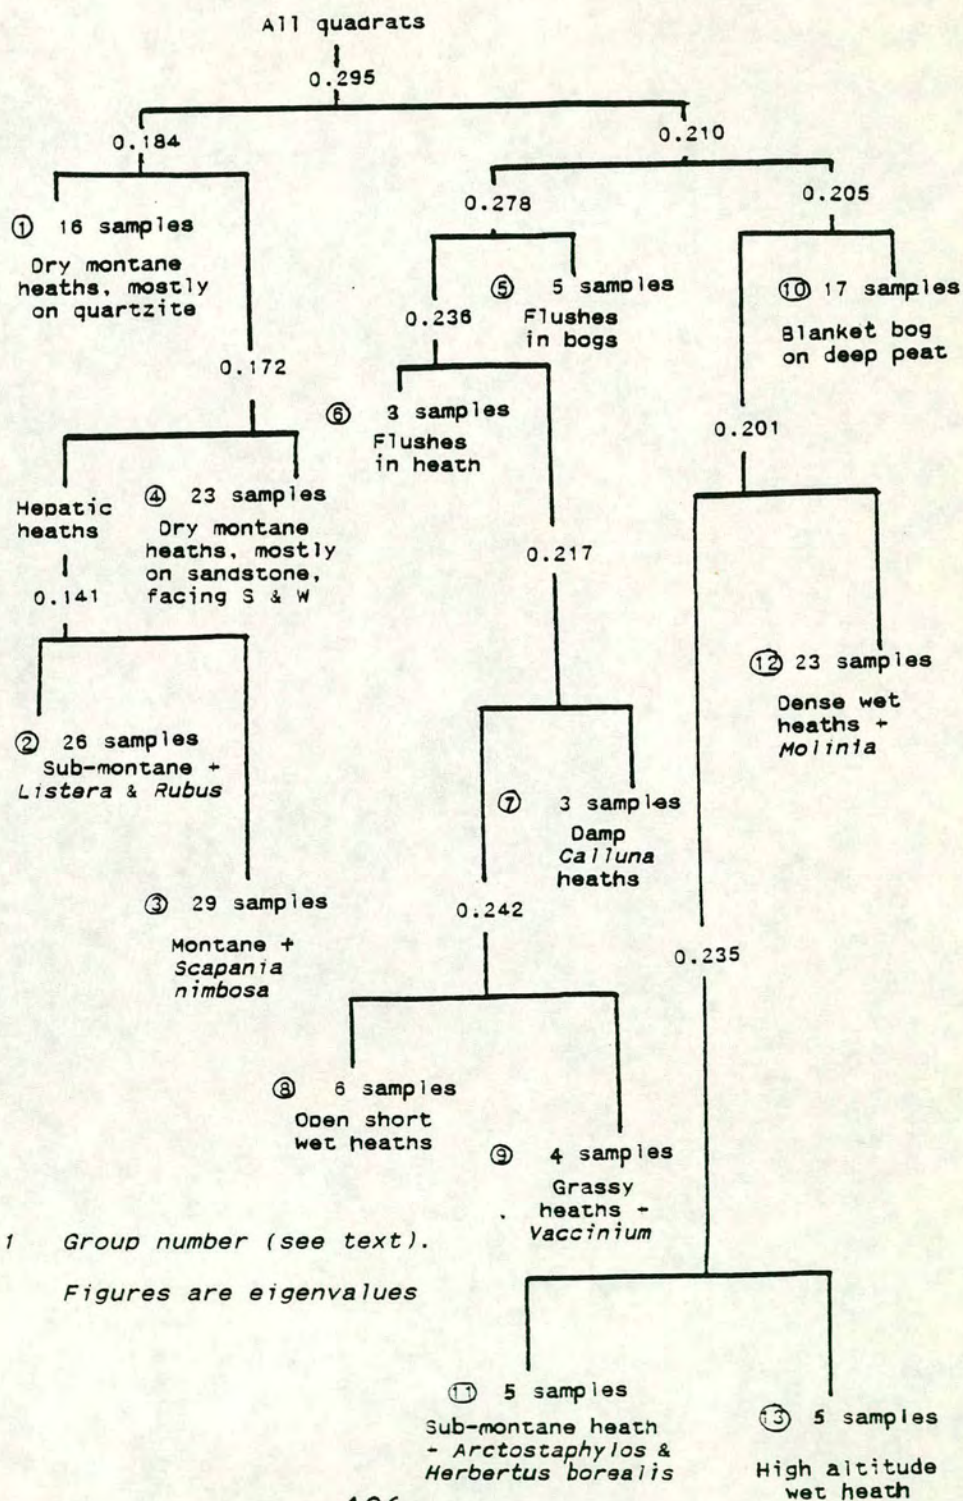 All quadrats
0.295
0.184
0.210
① 16 samples
Dry montane
heaths, mostly
on quartzite
0.172
0.278
0.205
⑤ 5 samples
Flushes
in bogs
⑩ 17 samples
Blanket bog
on deep peat
0.236
⑥ 3 samples
Flushes
in heath
0.201
Hepatic
heaths
0.141
④ 23 samples
Dry montane
heaths, mostly
on sandstone,
facing S & W
0.217
⑫ 23 samples
Dense wet
heaths +
Molinia
② 26 samples
Sub-montane +
Listera & Rubus
⑦ 3 samples
Damp
Calluna
heaths
③ 29 samples
Montane +
Scapania
nimbosa
0.242
0.235
⑧ 6 samples
Open short
wet heaths
⑨ 4 samples
Grassy
heaths +
Vaccinium
1 Group number (see text).
Figures are eigenvalues
⑪ 5 samples
Sub-montane heath
+ Arctostaphylos &
Herbertus borealis
⑬ 5 samples
High altitude
wet heath